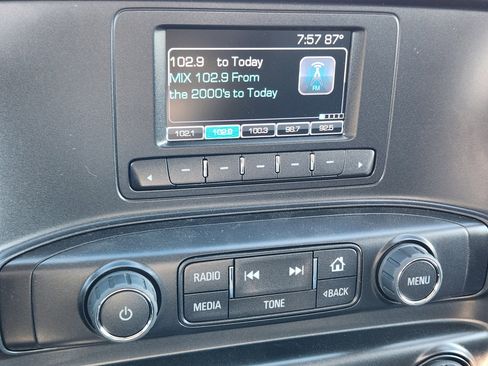 7:57 87°
102.9 to Today
MIX 102.9 From
the 2000's to Today
FM
102.1 102.9 100.3 98.7 92.5
RADIO
MEDIA
TONE
BACK
MENU